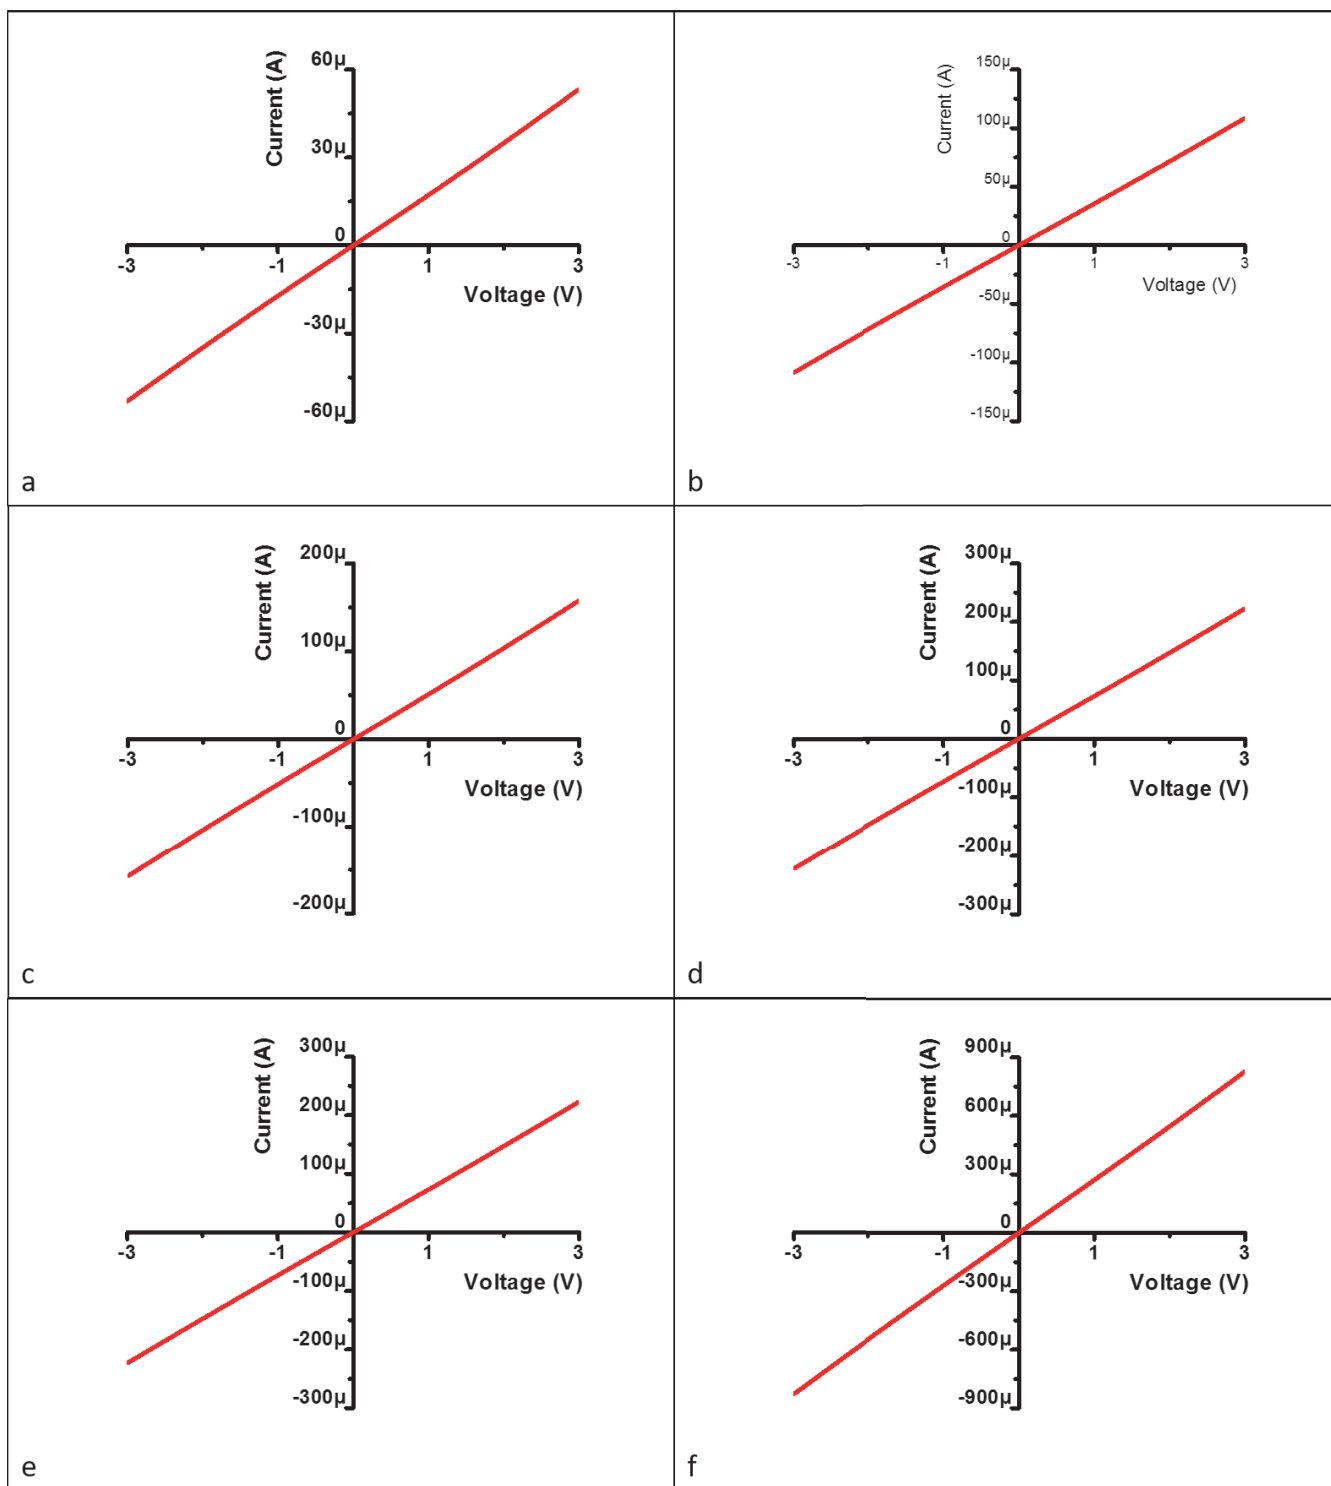 Current (A)
60µ
30µ
0
-3
-1
1
3
Voltage (V)
-30µ
-60µ
a
Current (A)
150µ
100µ
50µ
0
-3
-1
1
3
Voltage (V)
-50µ
-100µ
-150µ
b
Current (A)
200µ
100µ
0
-3
-1
1
3
Voltage (V)
-100µ
-200µ
c
Current (A)
300µ
200µ
100µ
0
-3
-1
1
3
-100µ
Voltage (V)
-200µ
-300µ
d
Current (A)
300µ
200µ
100µ
0
-3
-1
1
3
-100µ
Voltage (V)
-200µ
-300µ
e
Current (A)
900µ
600µ
300µ
0
-3
-1
1
3
-300µ
Voltage (V)
-600µ
-900µ
f